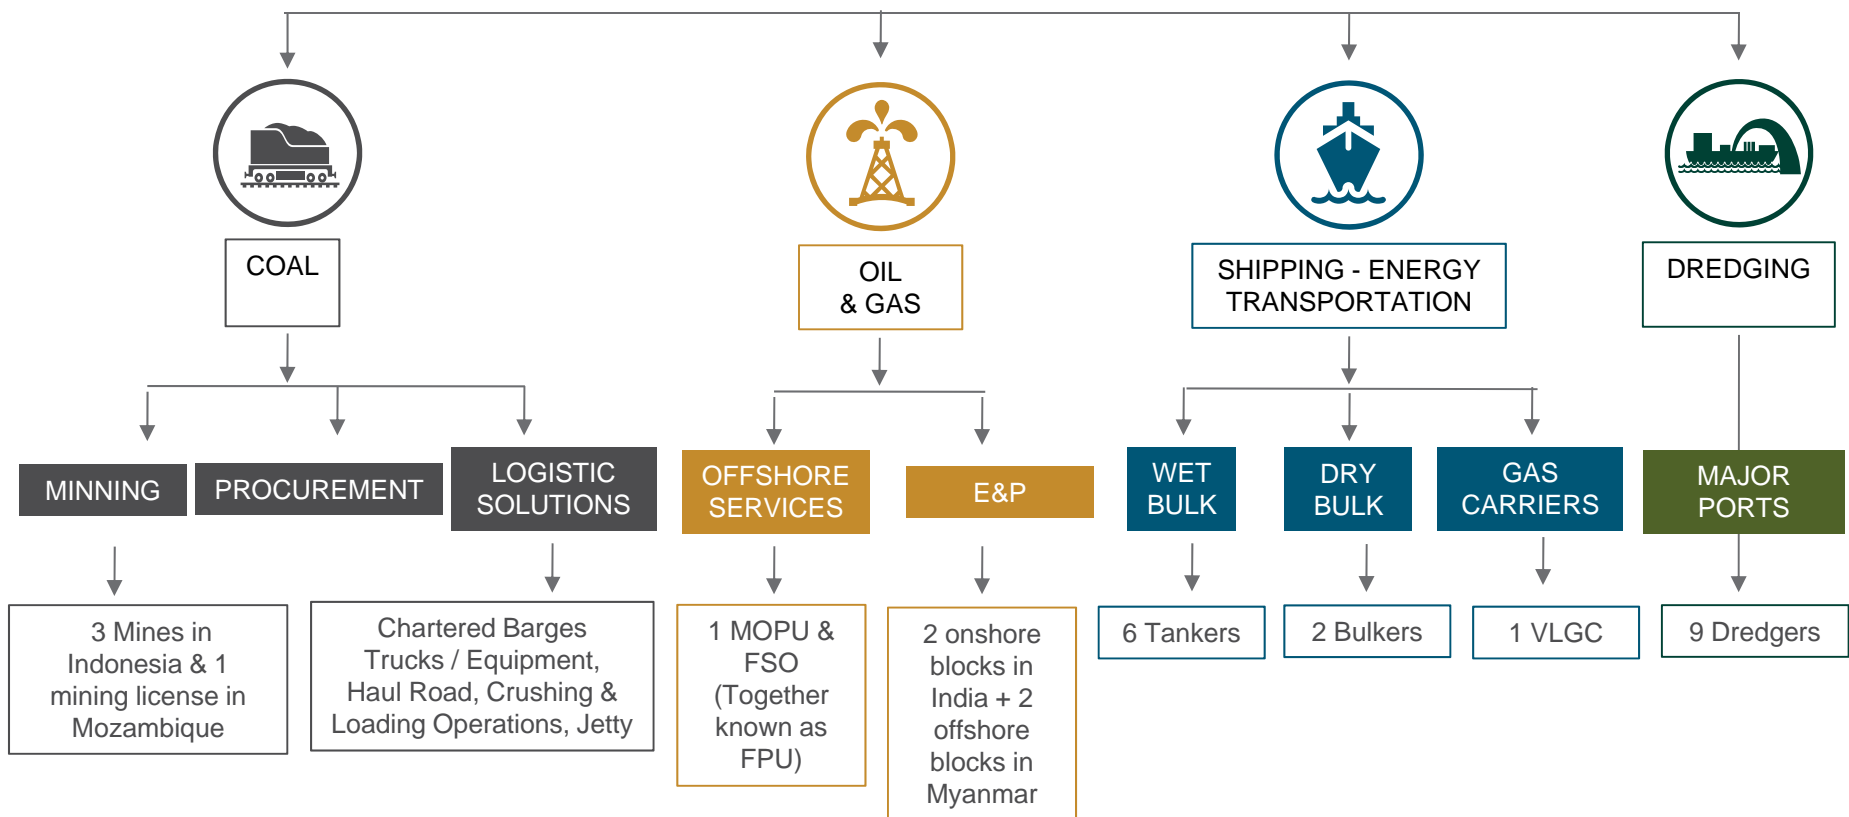 COAL
OIL
& GAS
SHIPPING - ENERGY
TRANSPORTATION
DREDGING
MINNING
PROCUREMENT
LOGISTIC
SOLUTIONS
OFFSHORE
SERVICES
E&P
WET
BULK
DRY
BULK
GAS
CARRIERS
MAJOR
PORTS
3 Mines in
Indonesia & 1
mining license in
Mozambique
Chartered Barges
Trucks / Equipment,
Haul Road, Crushing &
Loading Operations, Jetty
1 MOPU &
FSO
(Together
known as
FPU)
2 onshore
blocks in
India + 2
offshore
blocks in
Myanmar
6 Tankers
2 Bulkers
1 VLGC
9 Dredgers